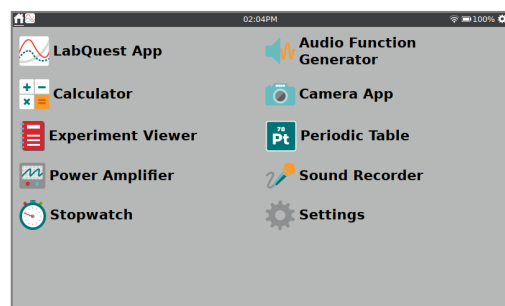 02:04PM
100%
LabQuest App
Audio Function
Generator
Calculator
Camera App
Experiment Viewer
78
Pt
Periodic Table
Power Amplifier
Sound Recorder
Stopwatch
Settings